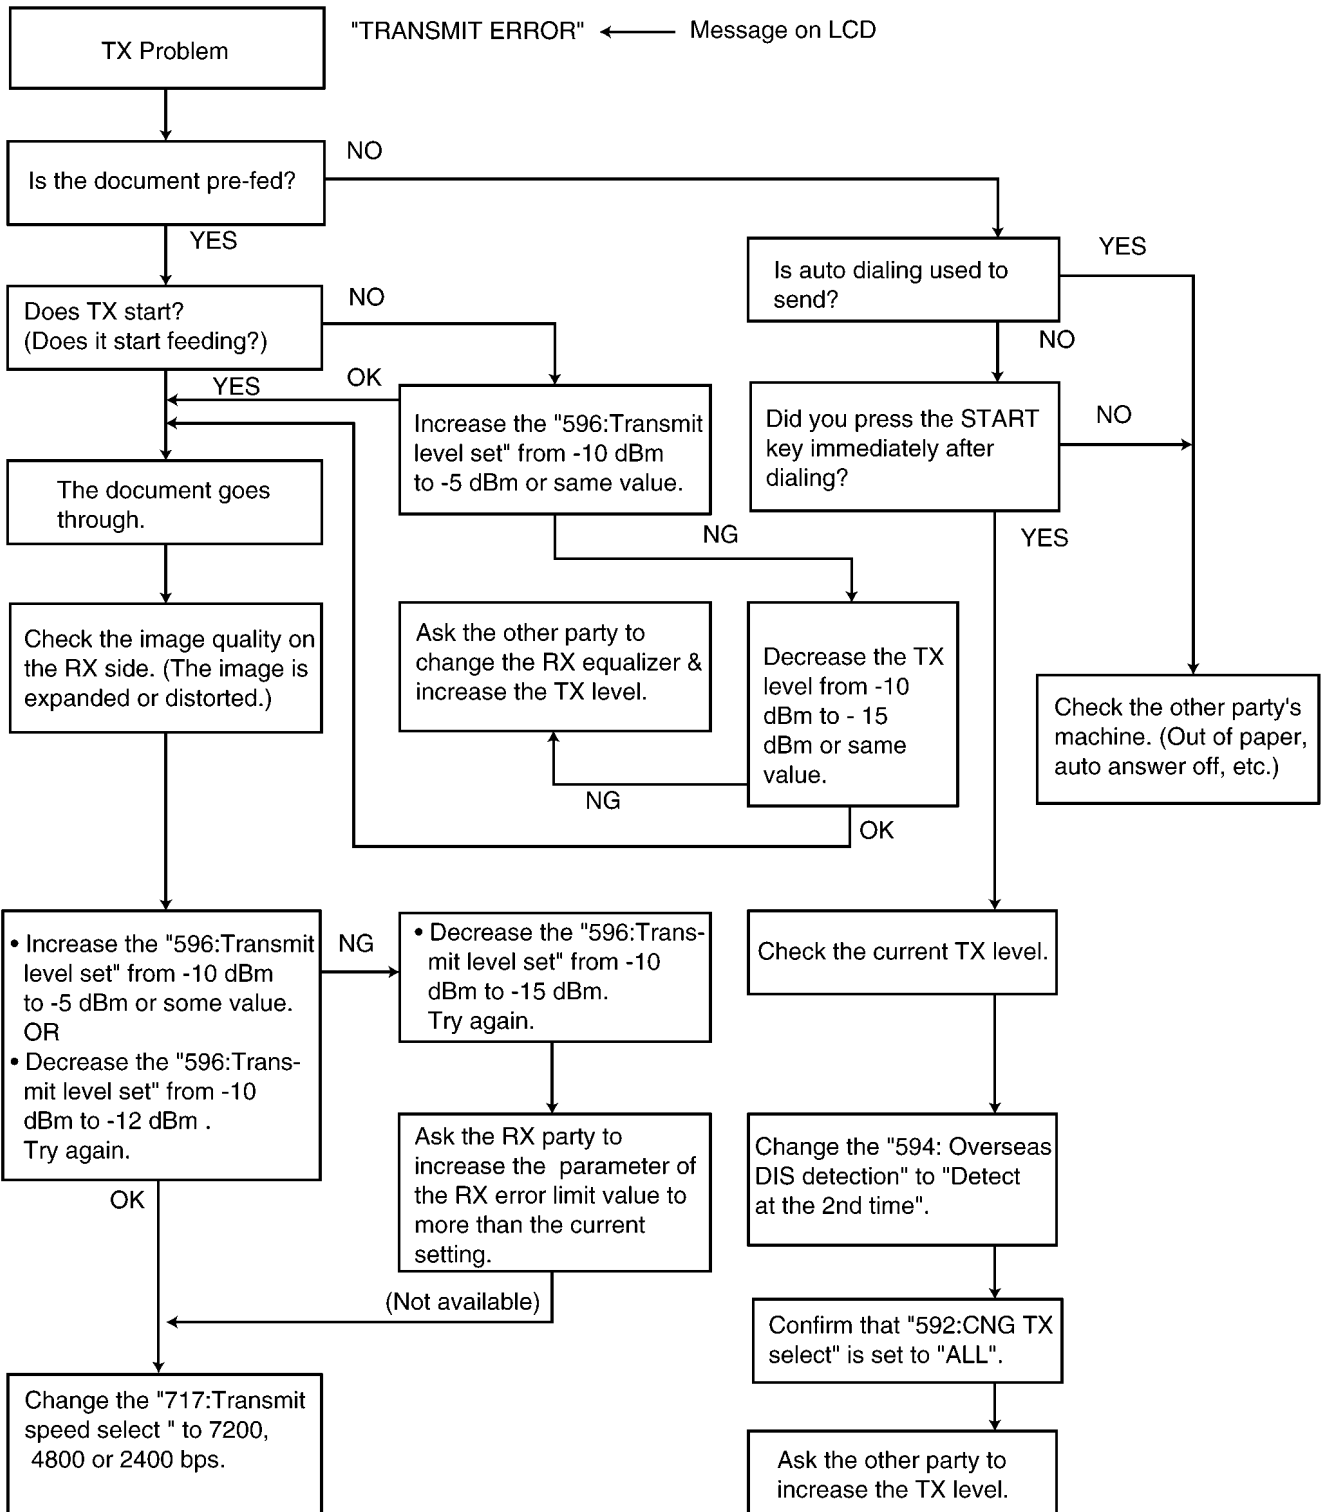 TX Problem
"TRANSMIT ERROR"
Message on LCD
Is the document pre-fed?
NO
YES
Is auto dialing used to
send?
YES
NO
Does TX start?
(Does it start feeding?)
NO
YES
OK
Increase the "596:Transmit
level set" from -10 dBm
to -5 dBm or same value.
Did you press the START
key immediately after
dialing?
NO
YES
The document goes
through.
NG
Check the image quality on
the RX side. (The image is
expanded or distorted.)
Ask the other party to
change the RX equalizer &
increase the TX level.
Decrease the TX
level from -10
dBm to - 15
dBm or same
value.
NG
OK
Check the other party's
machine. (Out of paper,
auto answer off, etc.)
• Increase the "596:Transmit
level set" from -10 dBm
to -5 dBm or some value.
OR
• Decrease the "596:Trans-
mit level set" from -10
dBm to -12 dBm .
Try again.
NG
OK
• Decrease the "596:Trans-
mit level set" from -10
dBm to -15 dBm.
Try again.
Check the current TX level.
Ask the RX party to
increase the  parameter of
the RX error limit value to
more than the current
setting.
(Not available)
Change the "594: Overseas
DIS detection" to "Detect
at the 2nd time".
Confirm that "592:CNG TX
select" is set to "ALL".
Change the "717:Transmit
speed select " to 7200,
4800 or 2400 bps.
Ask the other party to
increase the TX level.